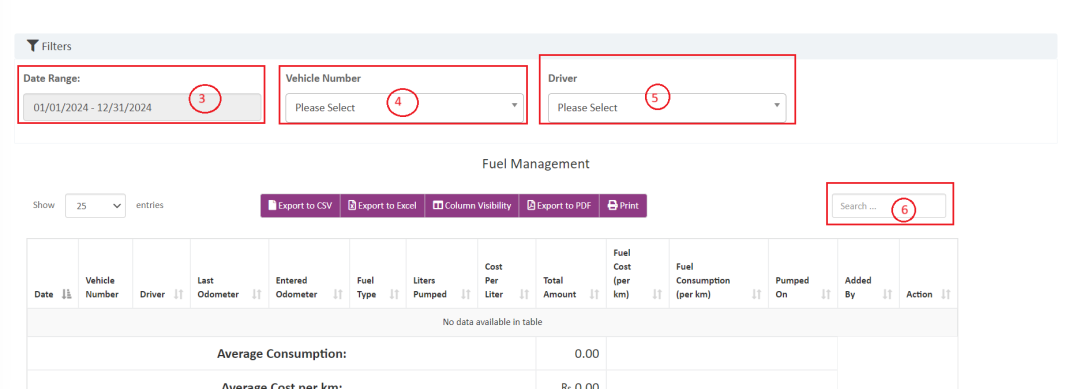 Filters
Date Range:
Vehicle Number
Driver
01/01/2024 - 12/31/2024
3
Please Select
4
Please Select
5
Fuel Management
Show 25 entries
Export to CSV Export to Excel Column Visibility Export to PDF Print
Search ... 6
Date
Vehicle Number
Driver
Last Odometer
Entered Odometer
Fuel Type
Liters Pumped
Cost Per Liter
Total Amount
Fuel Cost (per km)
Fuel Consumption (per km)
Pumped On
Added By
Action
No data available in table
Average Consumption: 0.00
Average Cost per km: Rs 0.00